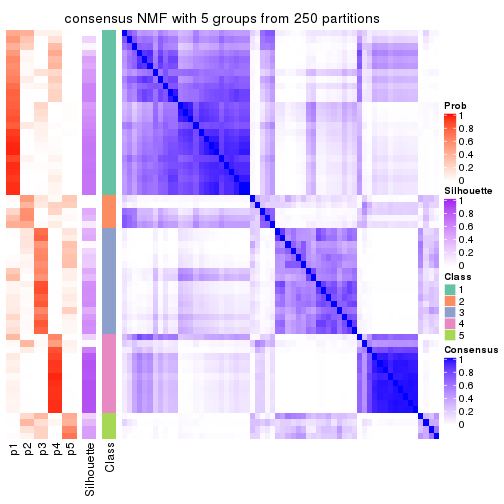 consensus NMF with 5 groups from 250 partitions
Prob
1
0.8
0.6
0.4
0.2
0
Silhouette
1
0.8
0.6
0.4
0.2
0
Class
1
2
3
4
5
Consensus
1
0.8
0.6
0.4
0.2
0
p1
p2
p3
p4
p5
Silhouette
Class